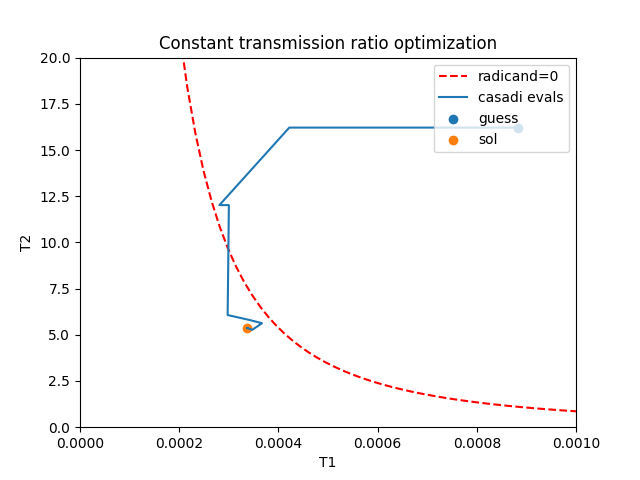 Constant transmission ratio optimization
radicand=0
casadi evals
guess
sol
20.0
17.5
15.0
12.5
10.0
7.5
5.0
2.5
0.0
T2
0.0000 0.0002 0.0004 0.0006 0.0008 0.0010
T1